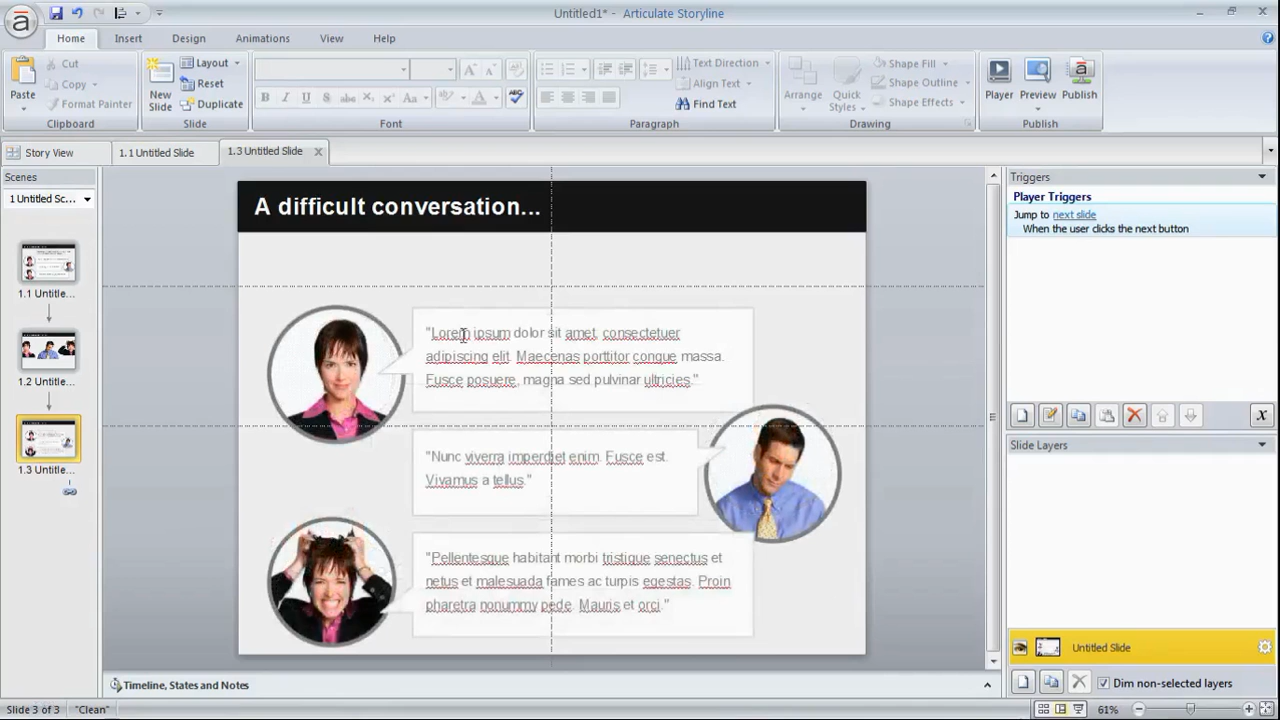 Untitled1* - Articulate Storyline
Home Insert Design Animations View Help
Paste
Cut
Copy
Format Painter
Clipboard
New Slide
Layout
Reset
Duplicate
Slide
B I U S abc X₂ X² Aa AV A ABC
Font
Text Direction
Align Text
Find Text
Paragraph
Arrange
Quick Styles
Shape Fill
Shape Outline
Shape Effects
Drawing
Player Preview Publish
Publish
Story View 1.1 Untitled Slide 1.3 Untitled Slide
Scenes
1 Untitled Sc...
1.1 Untitle...
1.2 Untitle...
1.3 Untitle...
A difficult conversation...
"Lorem ipsum dolor sit amet, consectetuer
adipiscing elit. Maecenas porttitor congue massa.
Fusce posuere, magna sed pulvinar ultricies."
"Nunc viverra imperdiet enim. Fusce est.
Vivamus a tellus."
"Pellentesque habitant morbi tristique senectus et
netus et malesuada fames ac turpis egestas. Proin
pharetra nonummy pede. Mauris et orci."
Triggers
Player Triggers
Jump to next slide
When the user clicks the next button
X
Slide Layers
Untitled Slide
Dim non-selected layers
Timeline, States and Notes
Slide 3 of 3 "Clean" 61%